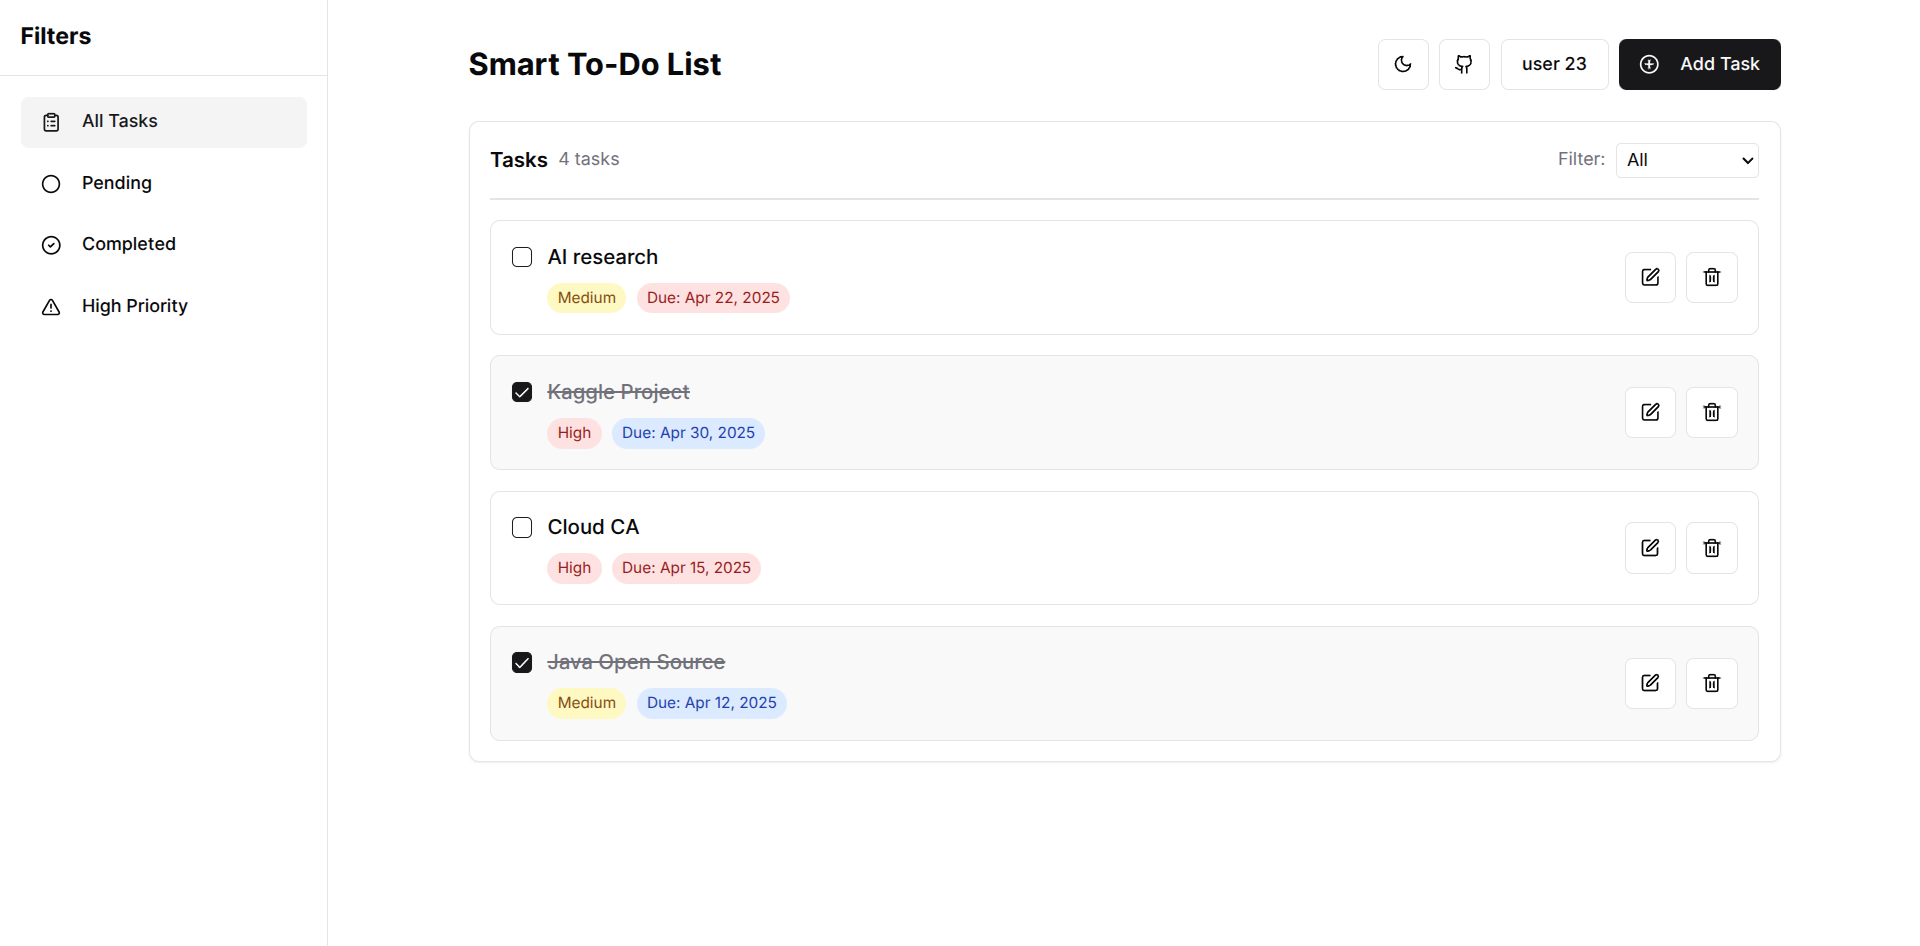 Filters
All Tasks
Pending
Completed
High Priority
Smart To-Do List
user 23
Add Task
Tasks 4 tasks
Filter: All
AI research
Medium Due: Apr 22, 2025
Kaggle Project
High Due: Apr 30, 2025
Cloud CA
High Due: Apr 15, 2025
Java Open Source
Medium Due: Apr 12, 2025